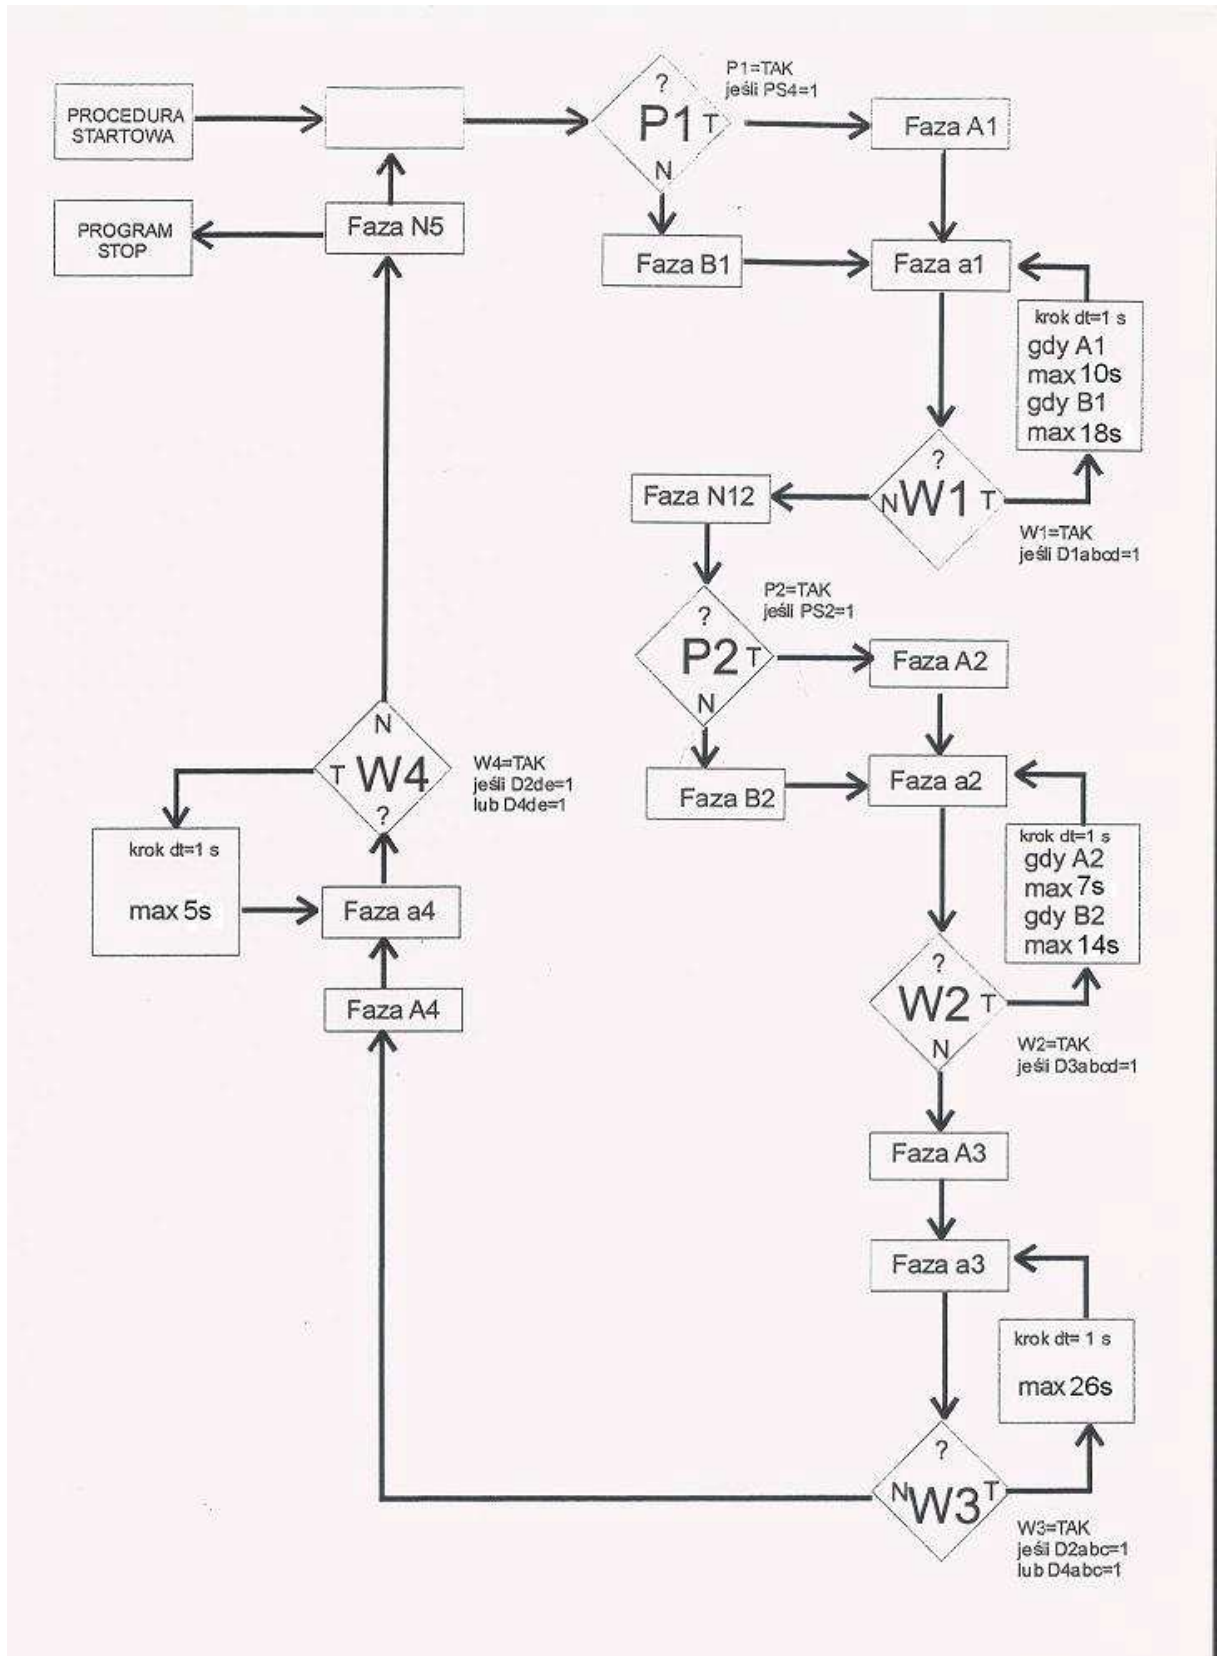 PROCEDURA
STARTOWA
?
P1
T
N
P1=TAK
jeśli PS4=1
Faza A1
PROGRAM
STOP
Faza N5
Faza B1
Faza a1
krok dt=1 s
gdy A1
max 10s
gdy B1
max 18s
?
N
W1
T
W1=TAK
jeśli D1abcd=1
Faza N12
?
P2
T
N
P2=TAK
jeśli PS2=1
Faza A2
Faza B2
Faza a2
krok dt=1 s
gdy A2
max 7s
gdy B2
max 14s
N
T
W4
?
W4=TAK
jeśli D2de=1
lub D4de=1
krok dt=1 s
max 5s
Faza a4
Faza A4
?
W2
T
N
W2=TAK
jeśli D3abcd=1
Faza A3
Faza a3
krok dt= 1 s
max 26s
?
N
W3
T
W3=TAK
jeśli D2abc=1
lub D4abc=1